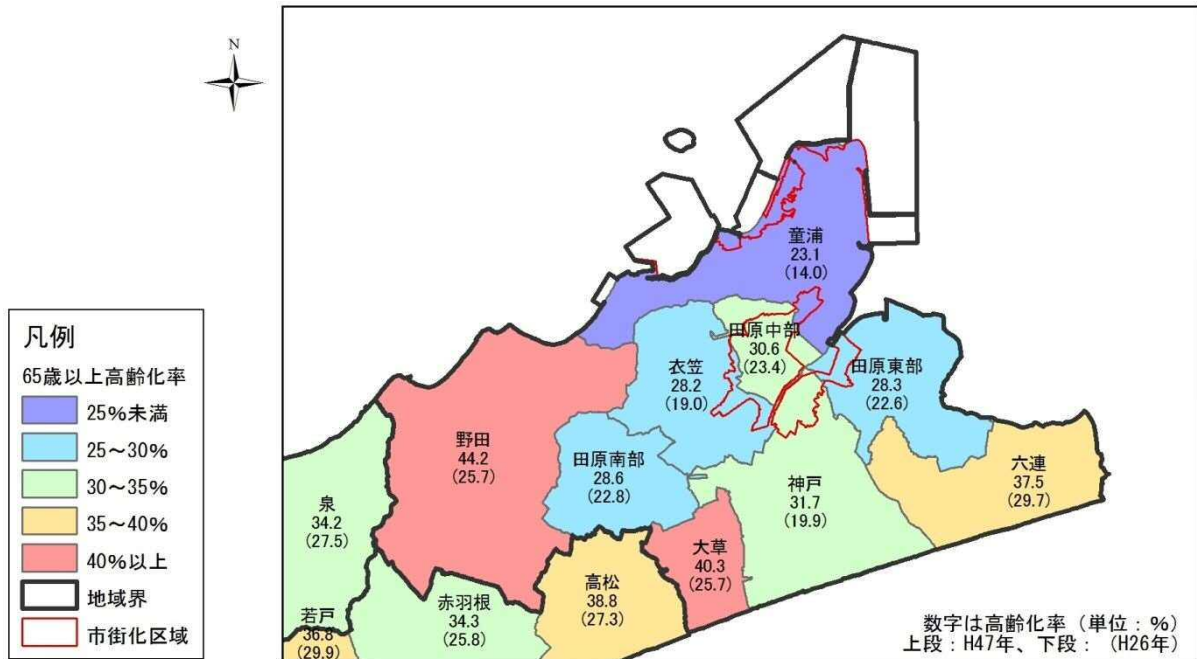 N
凡例
65歳以上高齢化率
25%未満
25～30%
30～35%
35～40%
40%以上
地域界
市街化区域
童浦
23.1
(14.0)
田原中部
30.6
(23.4)
衣笠
28.2
(19.0)
田原東部
28.3
(22.6)
野田
44.2
(25.7)
田原南部
28.6
(22.8)
六連
37.5
(29.7)
神戸
31.7
(19.9)
泉
34.2
(27.5)
大草
40.3
(25.7)
高松
38.8
(27.3)
赤羽根
34.3
(25.8)
若戸
36.8
(29.9)
数字は高齢化率（単位：%）
上段：H47年、下段：（H26年）